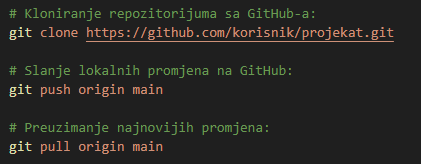 # Kloniranje repozitorijuma sa GitHub-a:
git clone https://github.com/korisnik/projekat.git
# Slanje lokalnih promjena na GitHub:
git push origin main
# Preuzimanje najnovijih promjena:
git pull origin main